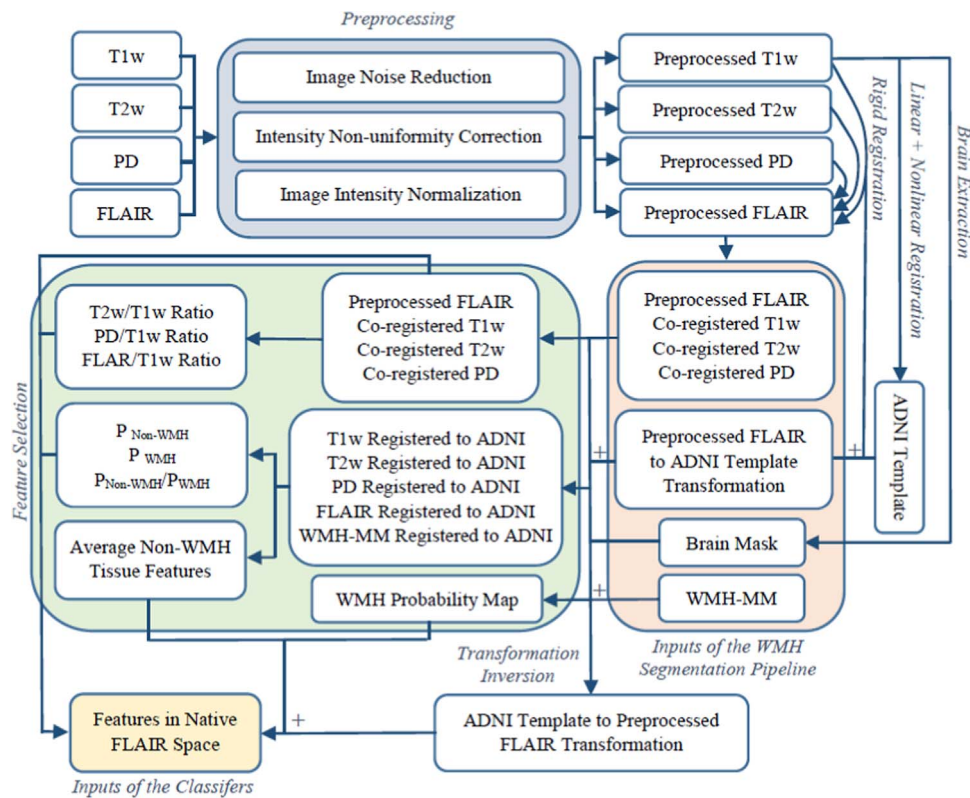 Preprocessing
T1w
T2w
PD
FLAIR
Image Noise Reduction
Intensity Non-uniformity Correction
Image Intensity Normalization
Preprocessed T1w
Preprocessed T2w
Preprocessed PD
Preprocessed FLAIR
Rigid Registration
Linear + Nonlinear Registration
Brain Extraction
Feature Selection
T2w/T1w Ratio
PD/T1w Ratio
FLAR/T1w Ratio
Preprocessed FLAIR
Co-registered T1w
Co-registered T2w
Co-registered PD
Preprocessed FLAIR
Co-registered T1w
Co-registered T2w
Co-registered PD
P Non-WMH
P WMH
PNon-WMH/PWMH
T1w Registered to ADNI
T2w Registered to ADNI
PD Registered to ADNI
FLAIR Registered to ADNI
WMH-MM Registered to ADNI
+
Preprocessed FLAIR
to ADNI Template
Transformation
+
ADNI Template
Average Non-WMH
Tissue Features
Brain Mask
WMH Probability Map
+
WMH-MM
Inputs of the WMH
Segmentation Pipeline
Transformation
Inversion
Features in Native
FLAIR Space
+
ADNI Template to Preprocessed
FLAIR Transformation
Inputs of the Classifers